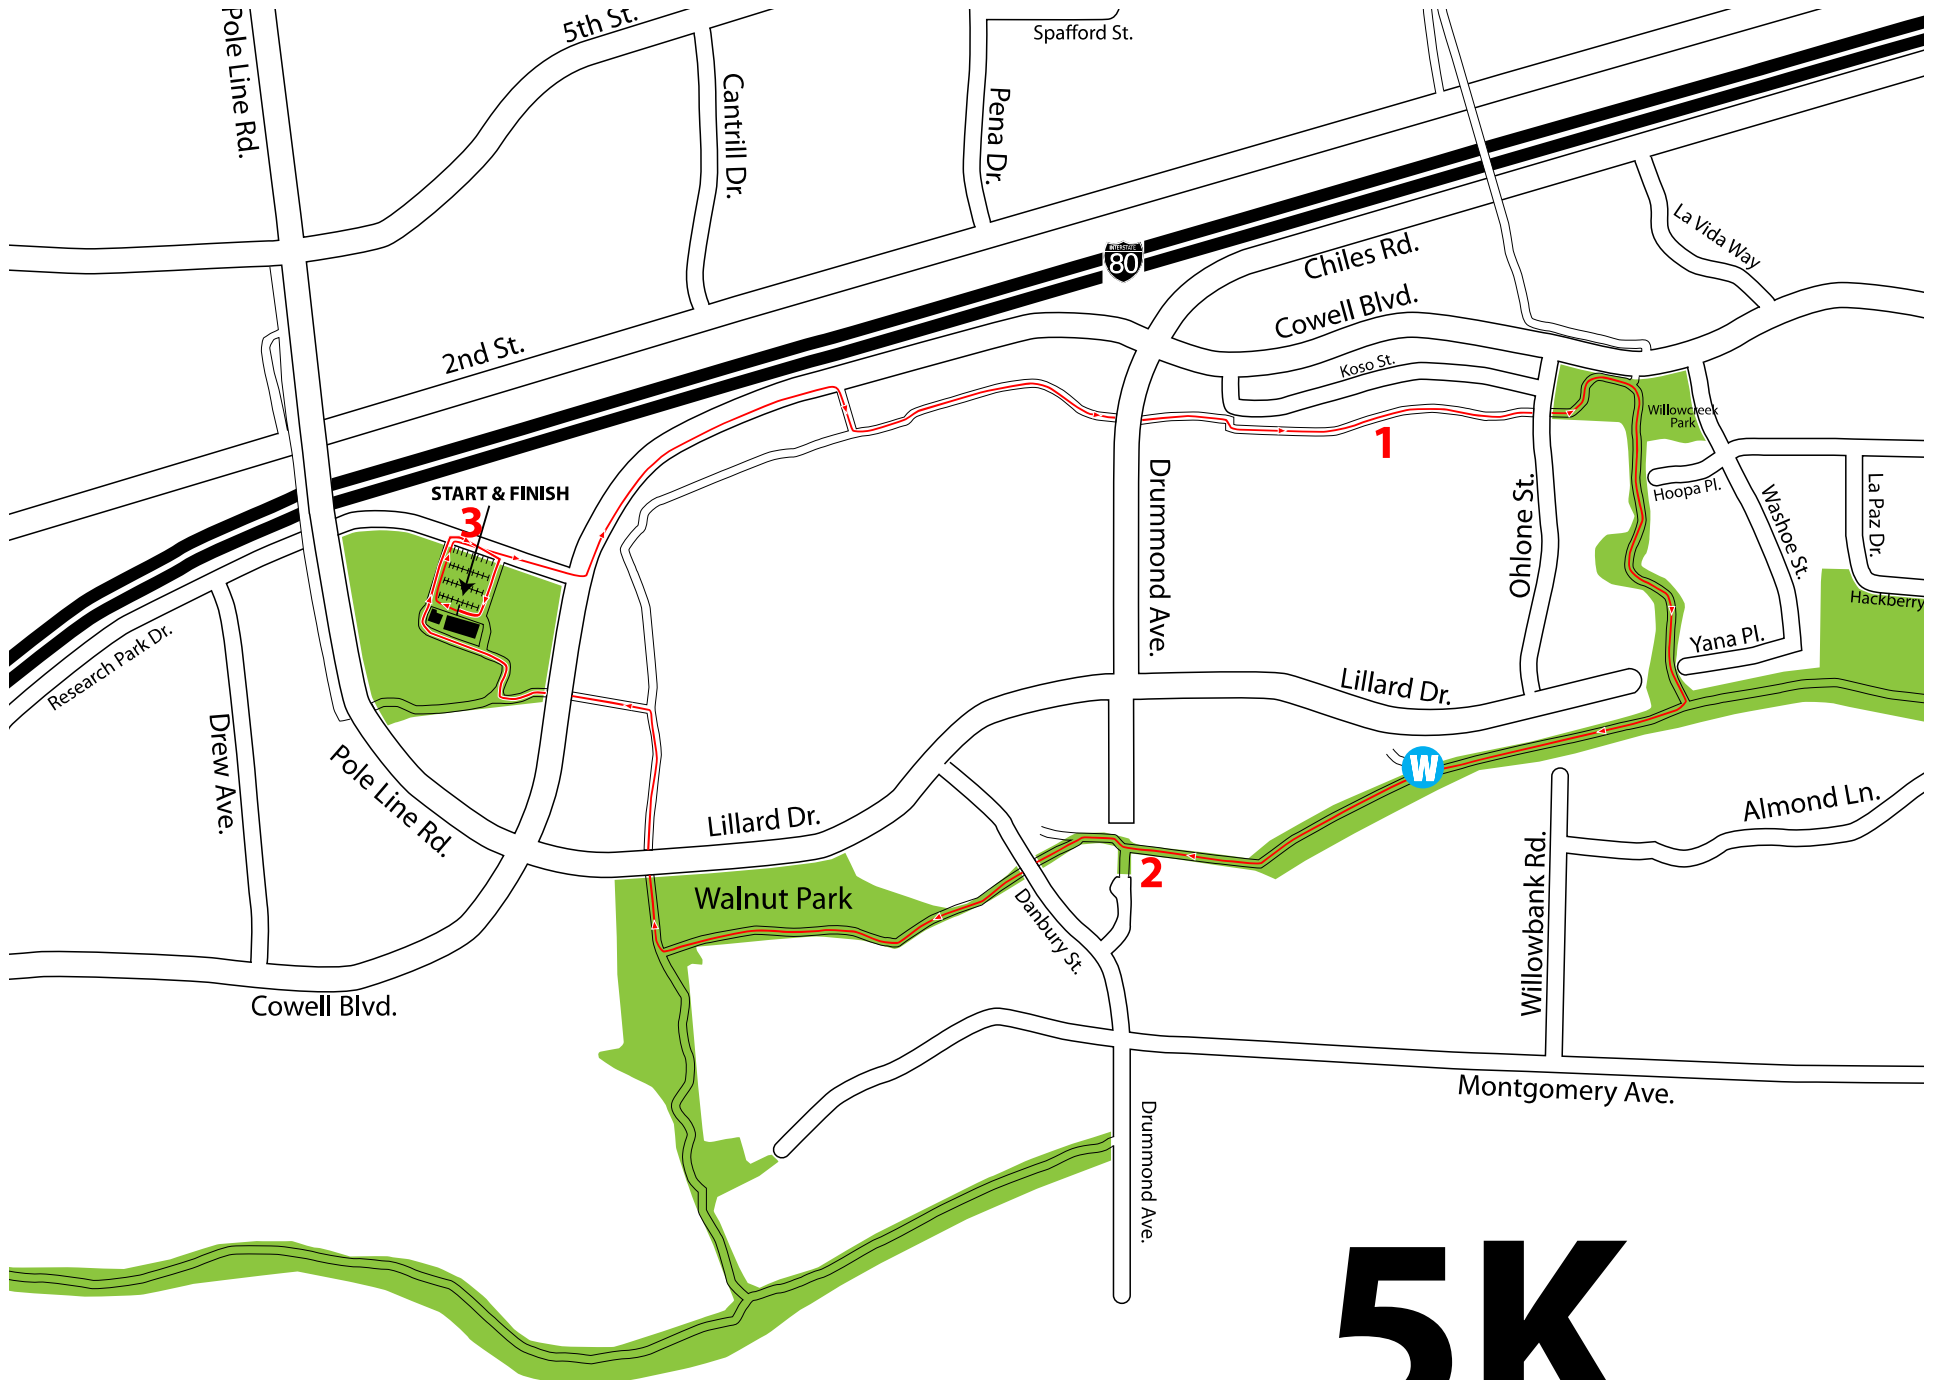 Pole Line Rd.
5th St.
Cantrill Dr.
Pena Dr.
Spafford St.
La Vida Way
INTERSTATE
80
Chiles Rd.
Cowell Blvd.
2nd St.
Koso St.
Willowcreek
Park
1
START & FINISH
3
Drummond Ave.
Ohlone St.
Hoopa Pl.
Washoe St.
La Paz Dr.
Hackberry
Yana Pl.
Research Park Dr.
Drew Ave.
Lillard Dr.
W
Pole Line Rd.
Lillard Dr.
Almond Ln.
2
Walnut Park
Danbury St.
Willowbank Rd.
Cowell Blvd.
Montgomery Ave.
Drummond Ave.
5K